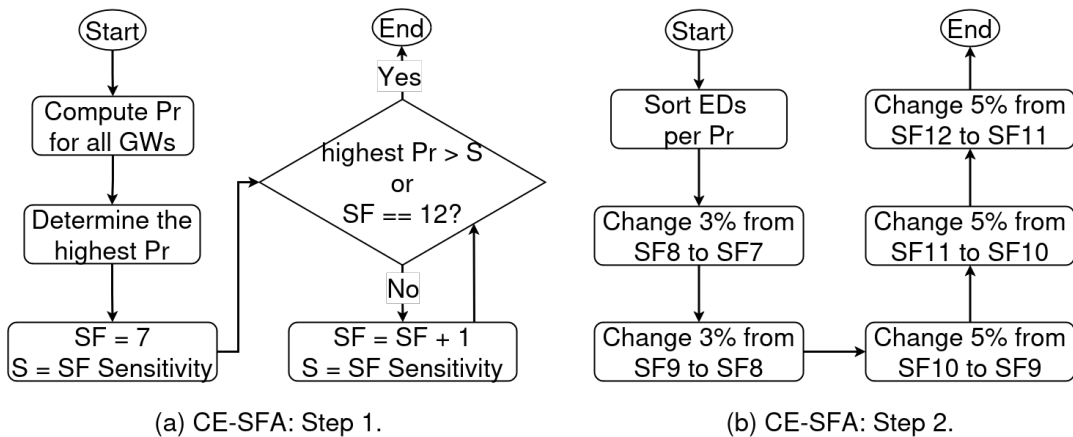 Start
Compute Pr
for all GWs
Determine the
highest Pr
SF = 7
S = SF Sensitivity
End
Yes
highest Pr > S
or
SF == 12?
No
SF = SF + 1
S = SF Sensitivity
(a) CE-SFA: Step 1.
Start
Sort EDs
per Pr
Change 3% from
SF8 to SF7
Change 3% from
SF9 to SF8
Change 5% from
SF10 to SF9
Change 5% from
SF11 to SF10
Change 5% from
SF12 to SF11
End
(b) CE-SFA: Step 2.